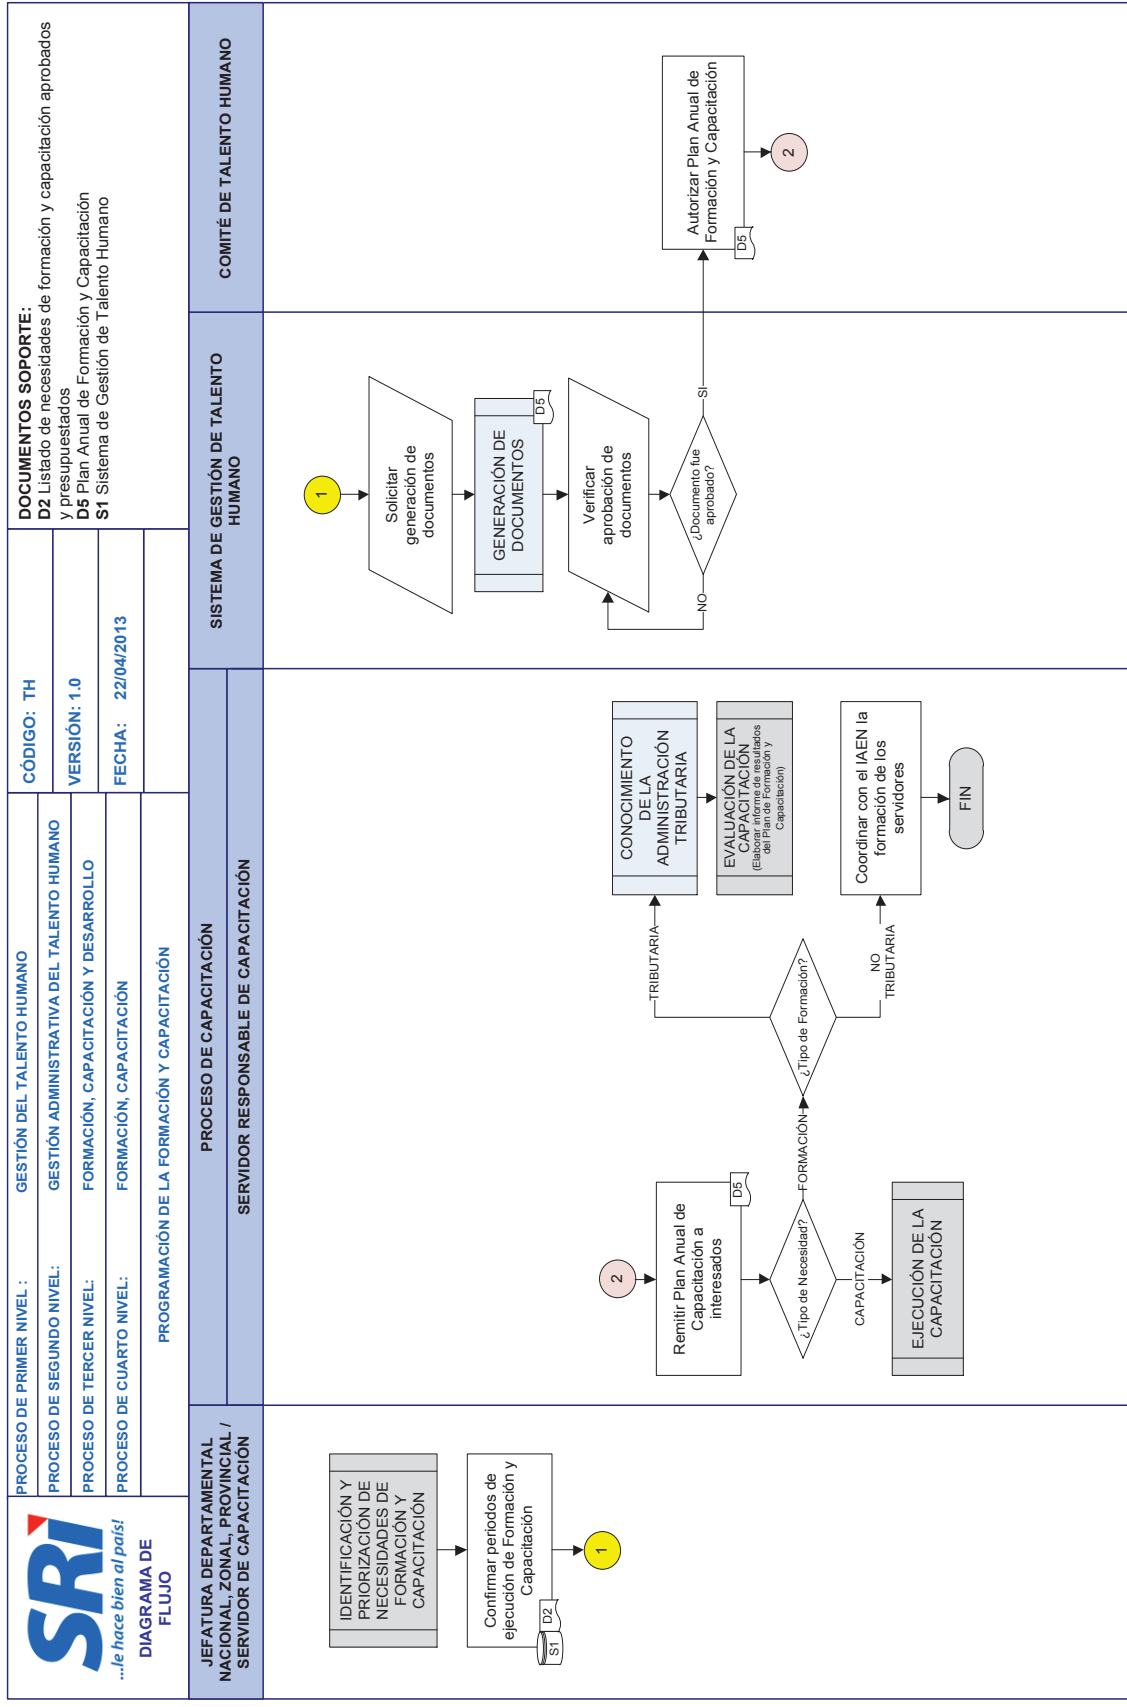 SRi
...le hace bien al país!
DIAGRAMA DE
FLUJO
PROCESO DE PRIMER NIVEL :
GESTIÓN DEL TALENTO HUMANO
PROCESO DE SEGUNDO NIVEL:
GESTIÓN ADMINISTRATIVA DEL TALENTO HUMANO
PROCESO DE TERCER NIVEL:
FORMACIÓN, CAPACITACIÓN Y DESARROLLO
PROCESO DE CUARTO NIVEL:
FORMACIÓN, CAPACITACIÓN
PROGRAMACIÓN DE LA FORMACIÓN Y CAPACITACIÓN
CÓDIGO: TH
VERSIÓN: 1.0
FECHA: 22/04/2013
DOCUMENTOS SOPORTE:
D2 Listado de necesidades de formación y capacitación aprobados
y presupuestados
D5 Plan Anual de Formación y Capacitación
S1 Sistema de Gestión de Talento Humano
JEFATURA DEPARTAMENTAL
NACIONAL, ZONAL, PROVINCIAL /
SERVIDOR DE CAPACITACIÓN
PROCESO DE CAPACITACIÓN
SERVIDOR RESPONSABLE DE CAPACITACIÓN
SISTEMA DE GESTIÓN DE TALENTO
HUMANO
COMITÉ DE TALENTO HUMANO
IDENTIFICACIÓN Y
PRIORIZACIÓN DE
NECESIDADES DE
FORMACIÓN Y
CAPACITACIÓN
Confirmar periodos de
ejecución de Formación y
Capacitación
S1
D2
1
2
Remitir Plan Anual de
Capacitación a
interesados
D5
¿Tipo de Necesidad?
FORMACIÓN
CAPACITACIÓN
EJECUCIÓN DE LA
CAPACITACIÓN
¿Tipo de Formación?
TRIBUTARIA
NO
TRIBUTARIA
CONOCIMIENTO
DE LA
ADMINISTRACIÓN
TRIBUTARIA
EVALUACIÓN DE LA
CAPACITACIÓN
(Elaborar informe de resultados
del Plan de Formación y
Capacitación)
Coordinar con el IAEN la
formación de los
servidores
FIN
1
Solicitar
generación de
documentos
GENERACIÓN DE
DOCUMENTOS
D5
Verificar
aprobación de
documentos
¿Documento fue
aprobado?
NO
SI
Autorizar Plan Anual de
Formación y Capacitación
D5
2